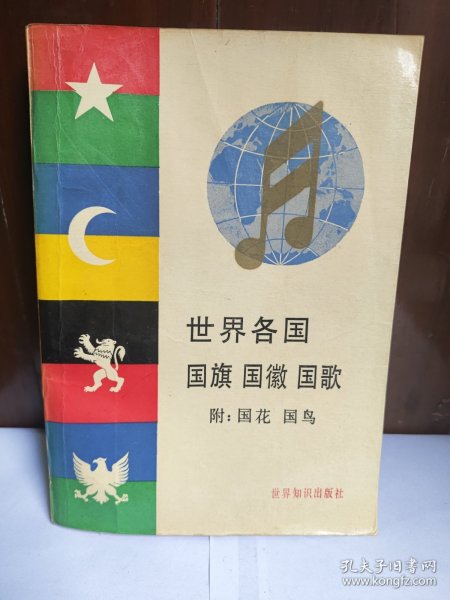 世界各国
国旗 国徽 国歌
附：国花 国鸟
世界知识出版社
孔夫子旧书网
www.kongfz.com